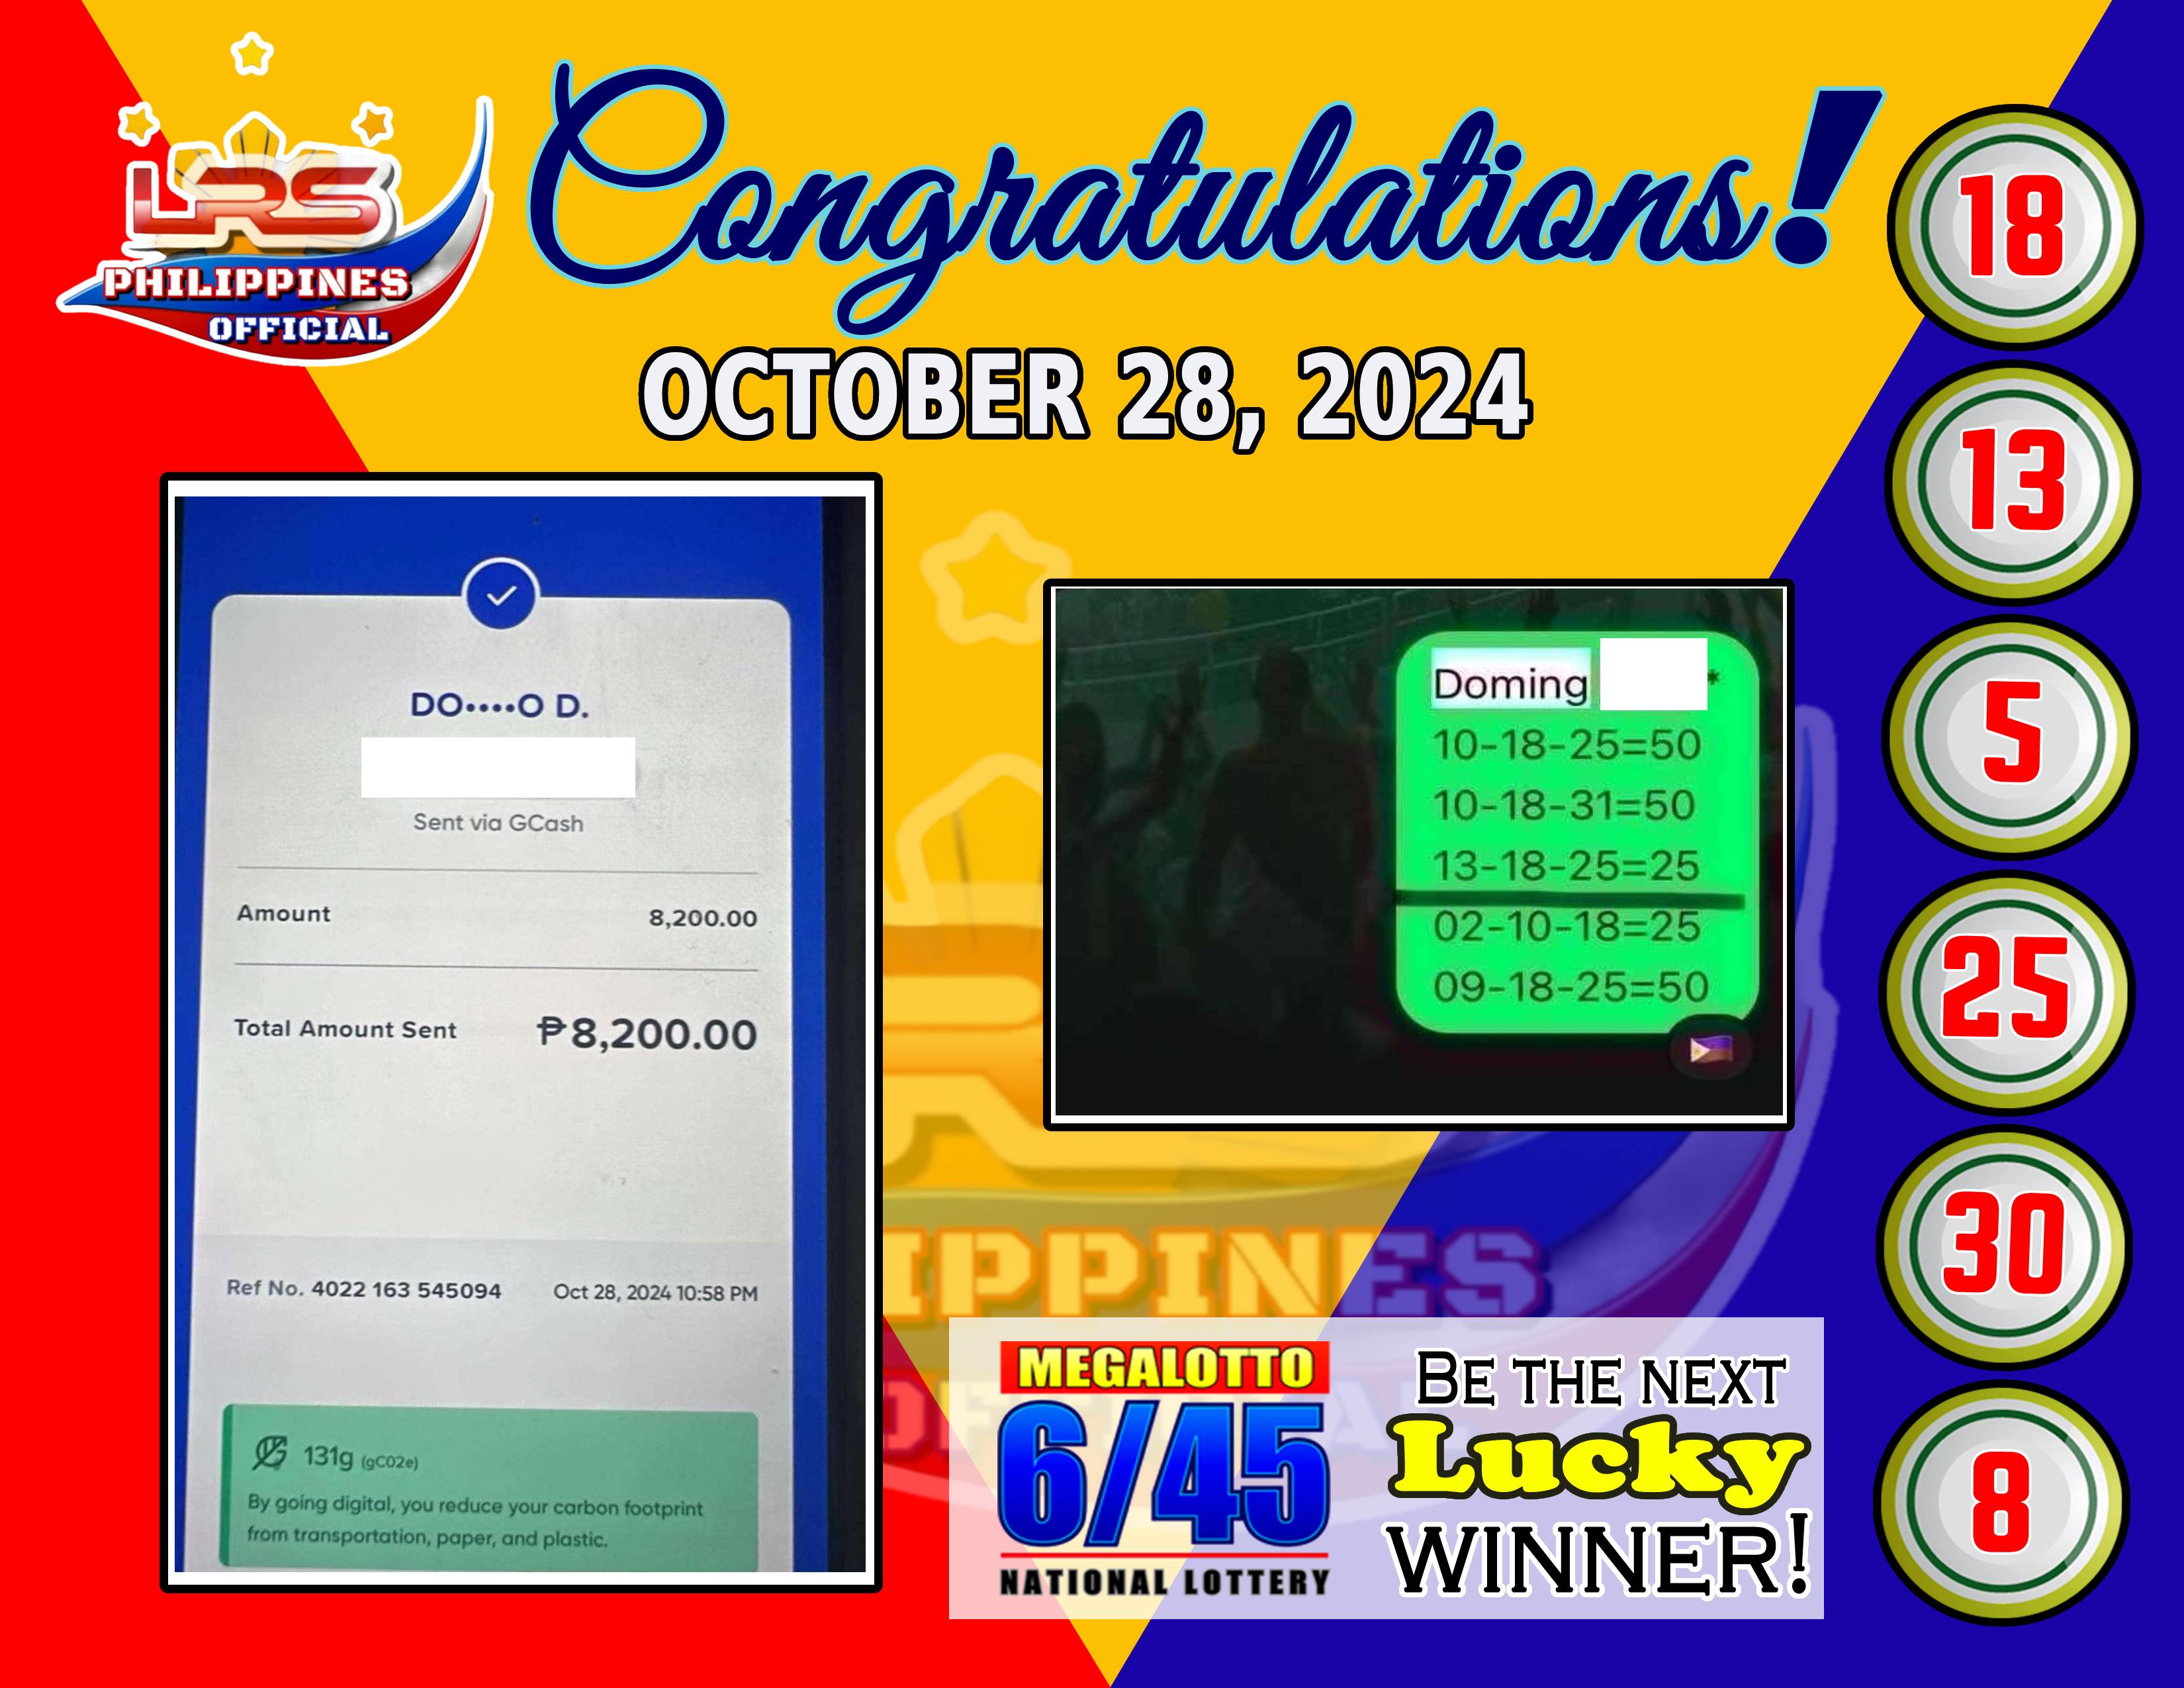 LRS
PHILIPPINES
OFFICIAL
Congratulations!
OCTOBER 28, 2024
DO••••O D.
Sent via GCash
Amount 8,200.00
Total Amount Sent ₱8,200.00
Ref No. 4022 163 545094 Oct 28, 2024 10:58 PM
131g (gCO2e)
By going digital, you reduce your carbon footprint
from transportation, paper, and plastic.
Doming *
10-18-25=50
10-18-31=50
13-18-25=25
02-10-18=25
09-18-25=50
IPPINES
MEGALOTTO
6/45
NATIONAL LOTTERY
BE THE NEXT
Lucky
WINNER!
18
13
5
25
30
8